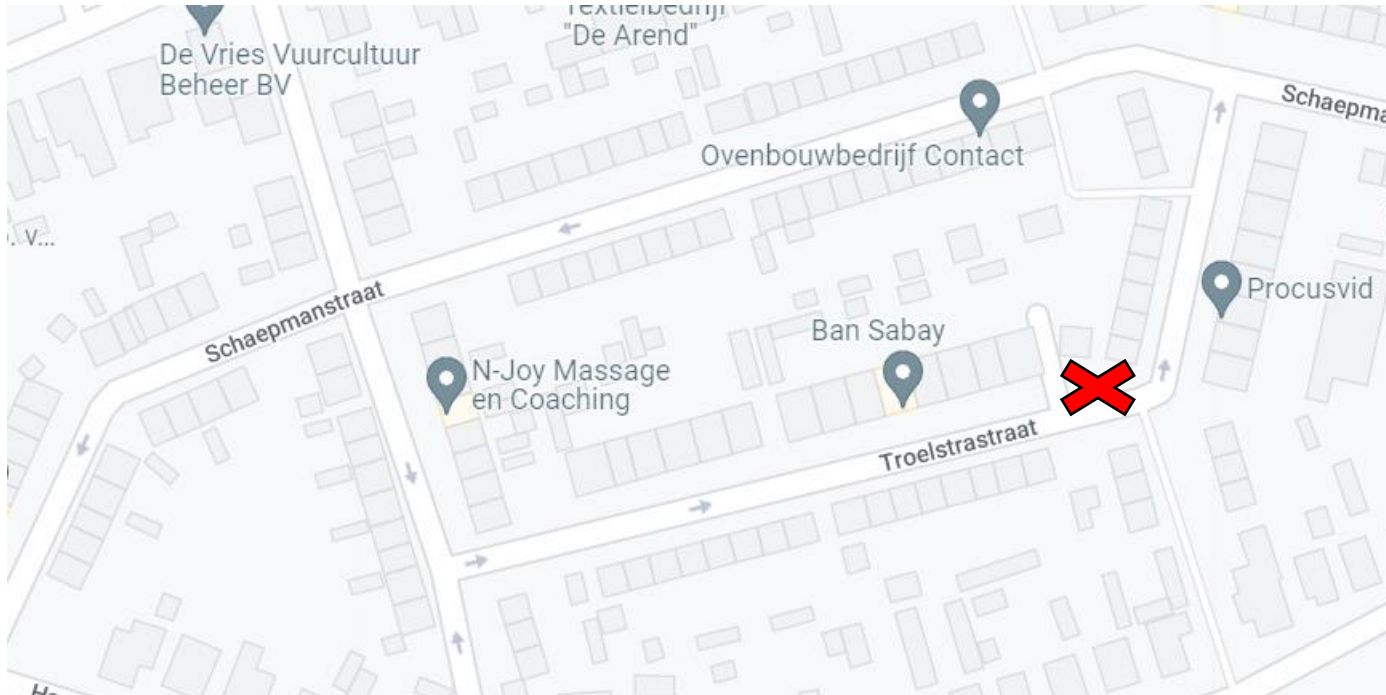 Textielbedrijf
"De Arend"
De Vries Vuurcultuur
Beheer BV
Schaepma
Ovenbouwbedrijf Contact
. v...
Procusvid
Schaepmanstraat
Ban Sabay
N-Joy Massage
en Coaching
Troelstrastraat